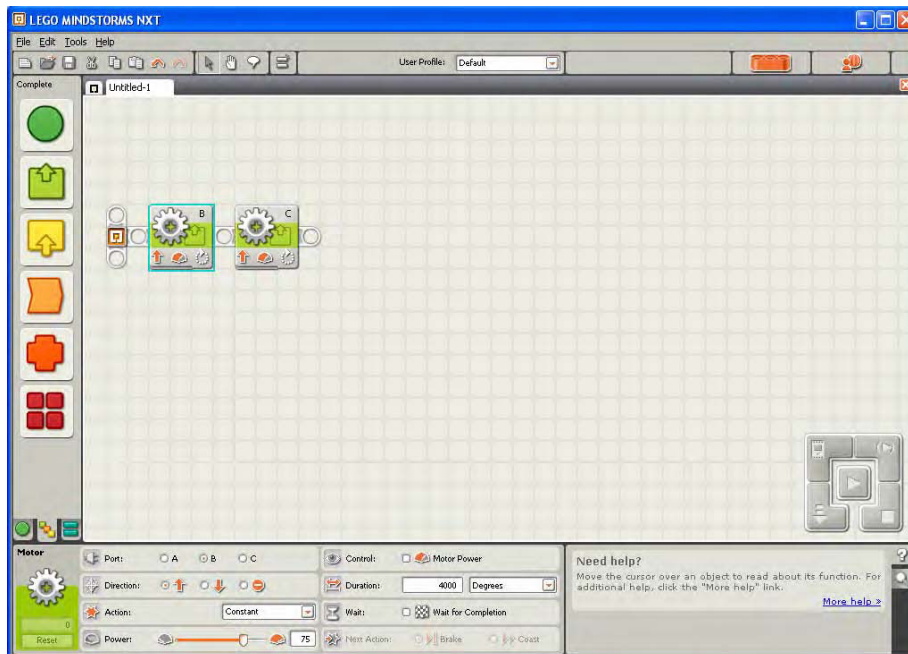 LEGO MINDSTORMS NXT
File Edit Tools Help
User Profile: Default
Complete
Untitled-1
B C
Motor
0
Reset
Port: A B C
Direction:
Action: Constant
Power: 75
Control: Motor Power
Duration: 4000 Degrees
Wait: Wait for Completion
Next Action: Brake Coast
Need help?
Move the cursor over an object to read about its function. For
additional help, click the "More help" link.
More help »
?